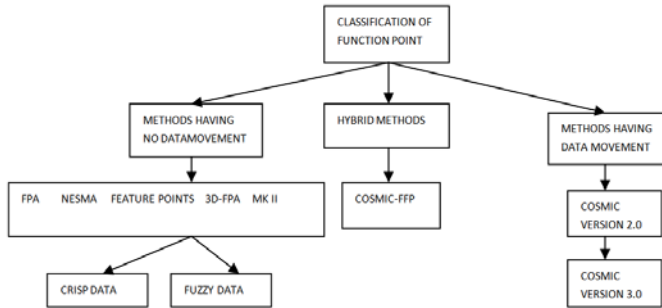 CLASSIFICATION OF
FUNCTION POINT
METHODS HAVING
NO DATAMOVEMENT
HYBRID METHODS
METHODS HAVING
DATA MOVEMENT
FPA NESMA FEATURE POINTS 3D-FPA MK II
COSMIC-FFP
COSMIC
VERSION 2.0
CRISP DATA
FUZZY DATA
COSMIC
VERSION 3.0